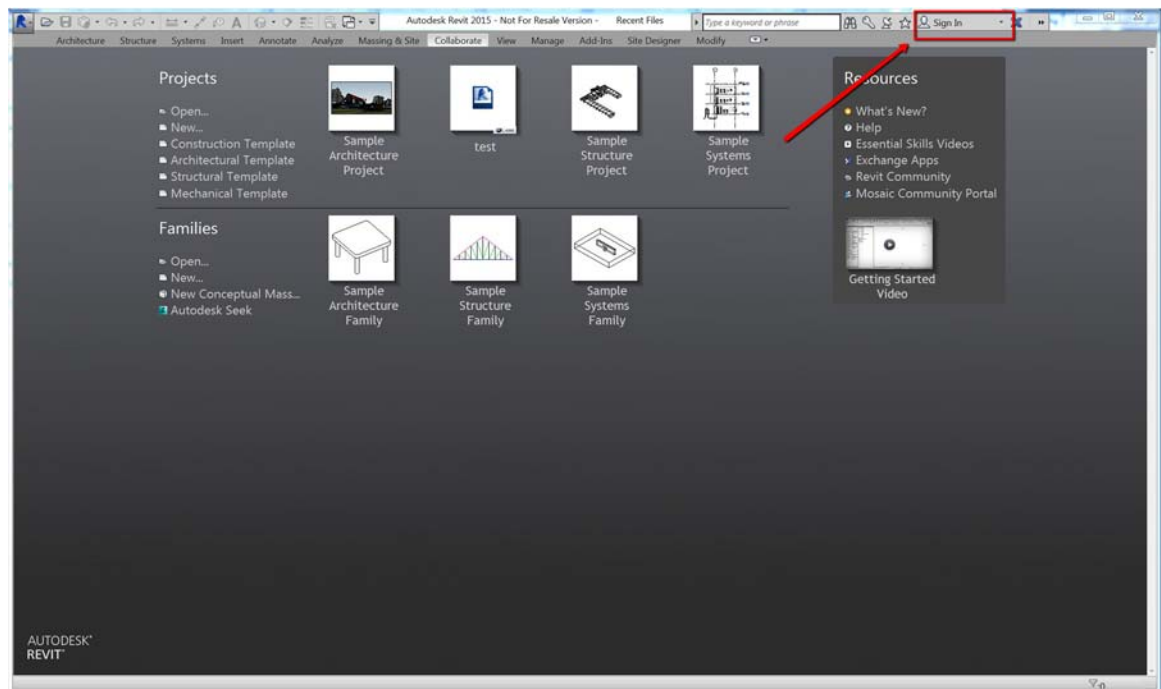 Autodesk Revit 2015 - Not For Resale Version - Recent Files
Type a keyword or phrase
Sign In
Architecture Structure Systems Insert Annotate Analyze Massing & Site Collaborate View Manage Add-Ins Site Designer Modify
Projects
Open...
New...
Construction Template
Architectural Template
Structural Template
Mechanical Template
Sample
Architecture
Project
test
Sample
Structure
Project
Sample
Systems
Project
Families
Open...
New...
New Conceptual Mass...
Autodesk Seek
Sample
Architecture
Family
Sample
Structure
Family
Sample
Systems
Family
Resources
What's New?
Help
Essential Skills Videos
Exchange Apps
Revit Community
Mosaic Community Portal
Getting Started
Video
AUTODESK®
REVIT®
:0